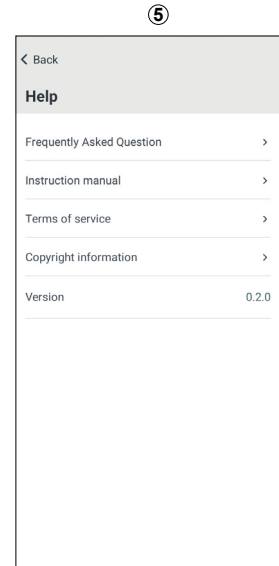 ⑤
Back
Help
Frequently Asked Question
Instruction manual
Terms of service
Copyright information
Version 0.2.0